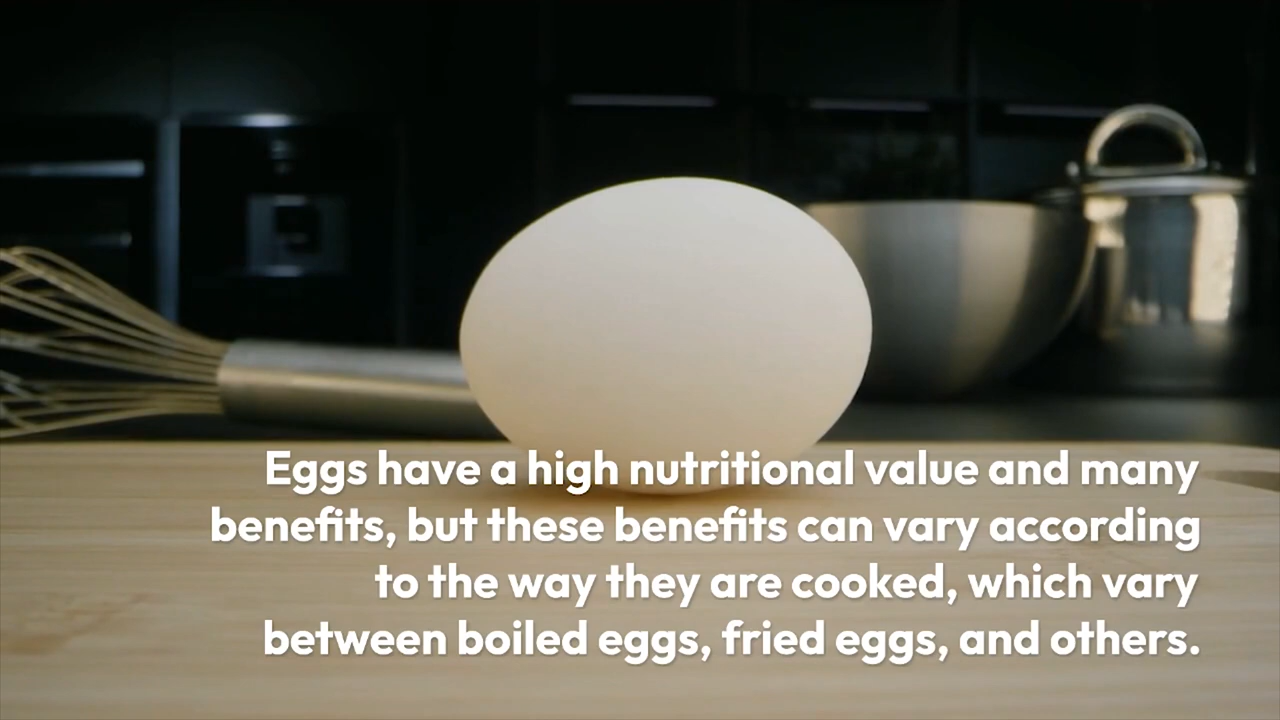 Eggs have a high nutritional value and many
benefits, but these benefits can vary according
to the way they are cooked, which vary
between boiled eggs, fried eggs, and others.